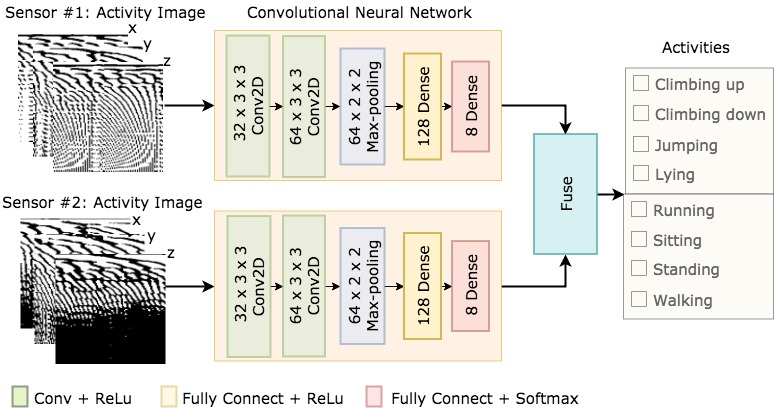 Sensor #1: Activity Image
Convolutional Neural Network
x
y
z
32 x 3 x 3
Conv2D
64 x 3 x 3
Conv2D
64 x 2 x 2
Max-pooling
128 Dense
8 Dense
Sensor #2: Activity Image
x
y
z
32 x 3 x 3
Conv2D
64 x 3 x 3
Conv2D
64 x 2 x 2
Max-pooling
128 Dense
8 Dense
Fuse
Activities
Climbing up
Climbing down
Jumping
Lying
Running
Sitting
Standing
Walking
Conv + ReLu
Fully Connect + ReLu
Fully Connect + Softmax